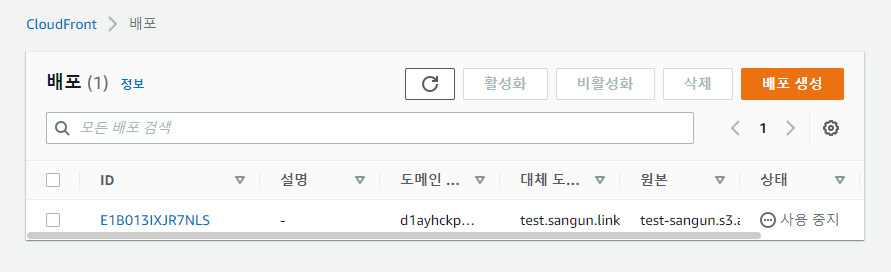 CloudFront > 배포
배포 (1) 정보 활성화 비활성화 삭제 배포 생성
모든 배포 검색 1
ID 설명 도메인 ... 대체 도... 원본 상태
E1B013IXJR7NLS - d1ayhckp... test.sangun.link test-sangun.s3.a 사용 중지